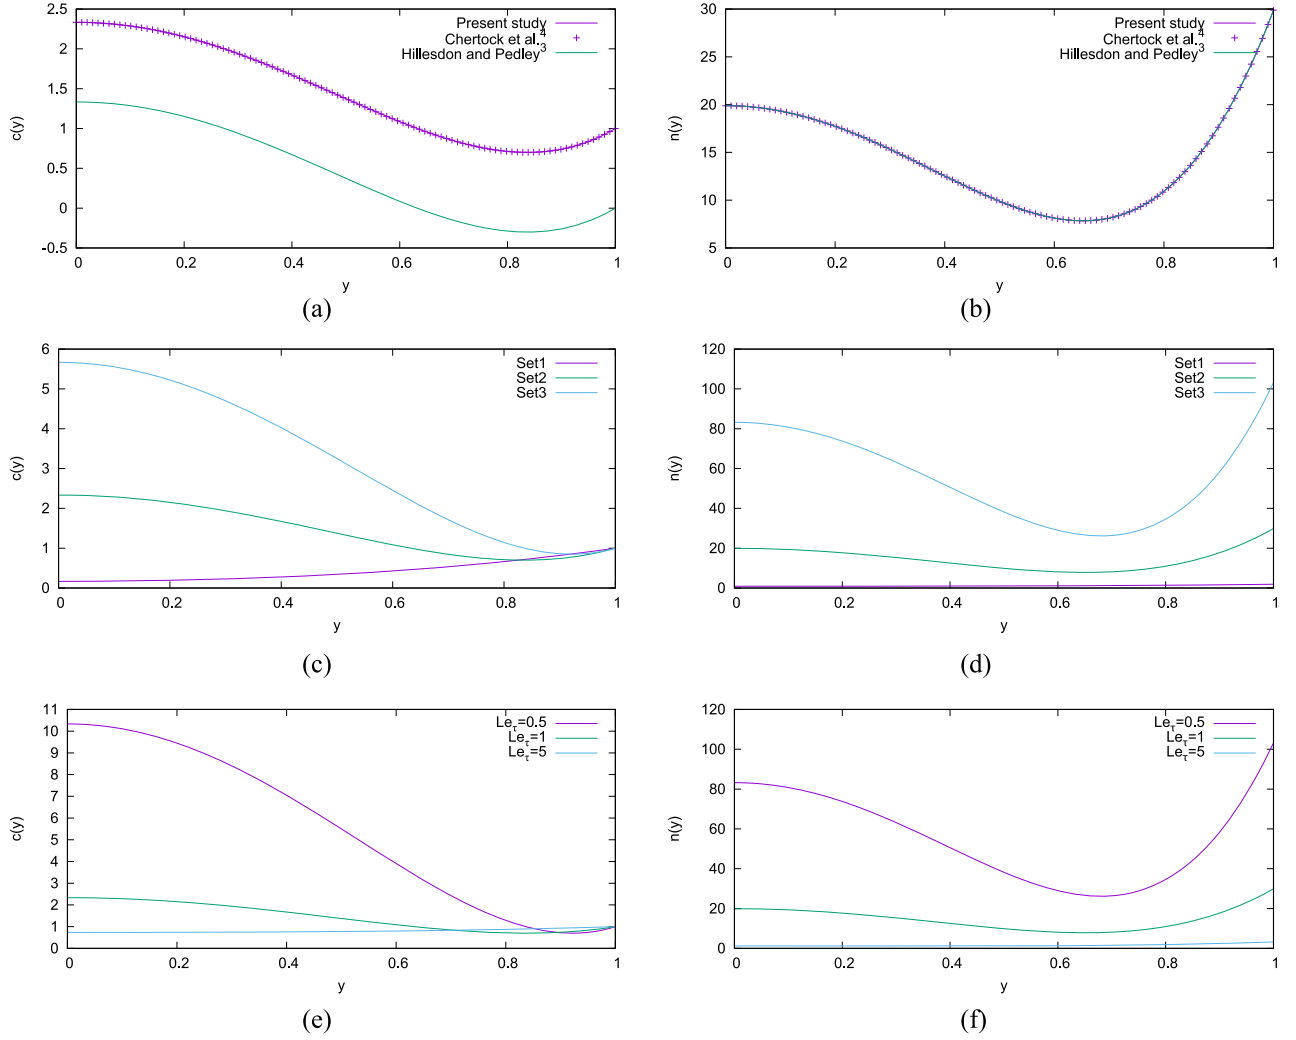 2.5
2
1.5
1
0.5
0
-0.5
c(y)
Present study
Chertock et al.4
Hillesdon and Pedley3
0 0.2 0.4 0.6 0.8 1
y
(a)
30
25
20
15
10
5
n(y)
Present study
Chertock et al.4
Hillesdon and Pedley3
0 0.2 0.4 0.6 0.8 1
y
(b)
6
5
4
3
2
1
0
c(y)
Set1
Set2
Set3
0 0.2 0.4 0.6 0.8 1
y
(c)
120
100
80
60
40
20
0
n(y)
Set1
Set2
Set3
0 0.2 0.4 0.6 0.8 1
y
(d)
11
10
9
8
7
6
5
4
3
2
1
0
c(y)
Leτ=0.5
Leτ=1
Leτ=5
0 0.2 0.4 0.6 0.8 1
y
(e)
120
100
80
60
40
20
0
n(y)
Leτ=0.5
Leτ=1
Leτ=5
0 0.2 0.4 0.6 0.8 1
y
(f)